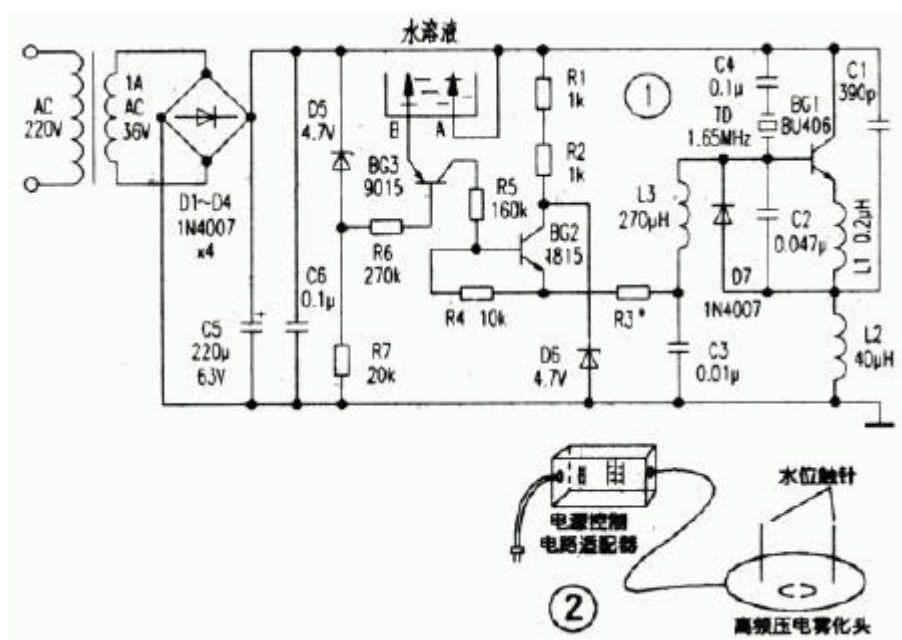 水溶液
AC
220V
1A
AC
36V
D1~D4
1N4007
x4
C5
220μ
63V
C6
0.1μ
D5
4.7V
B
A
BG3
9015
R6
270k
R7
20k
R5
160k
R4 10k
R1
1k
R2
1k
BG2
1815
D6
4.7V
R3*
①
L3
270μH
C3
0.01μ
C4
0.1μ
TD
1.65MHz
BG1
BU406
C1
390p
D7
1N4007
C2
0.047μ
L1 0.2μH
L2
40μH
电源控制
电路适配器
②
水位触针
高频压电雾化头